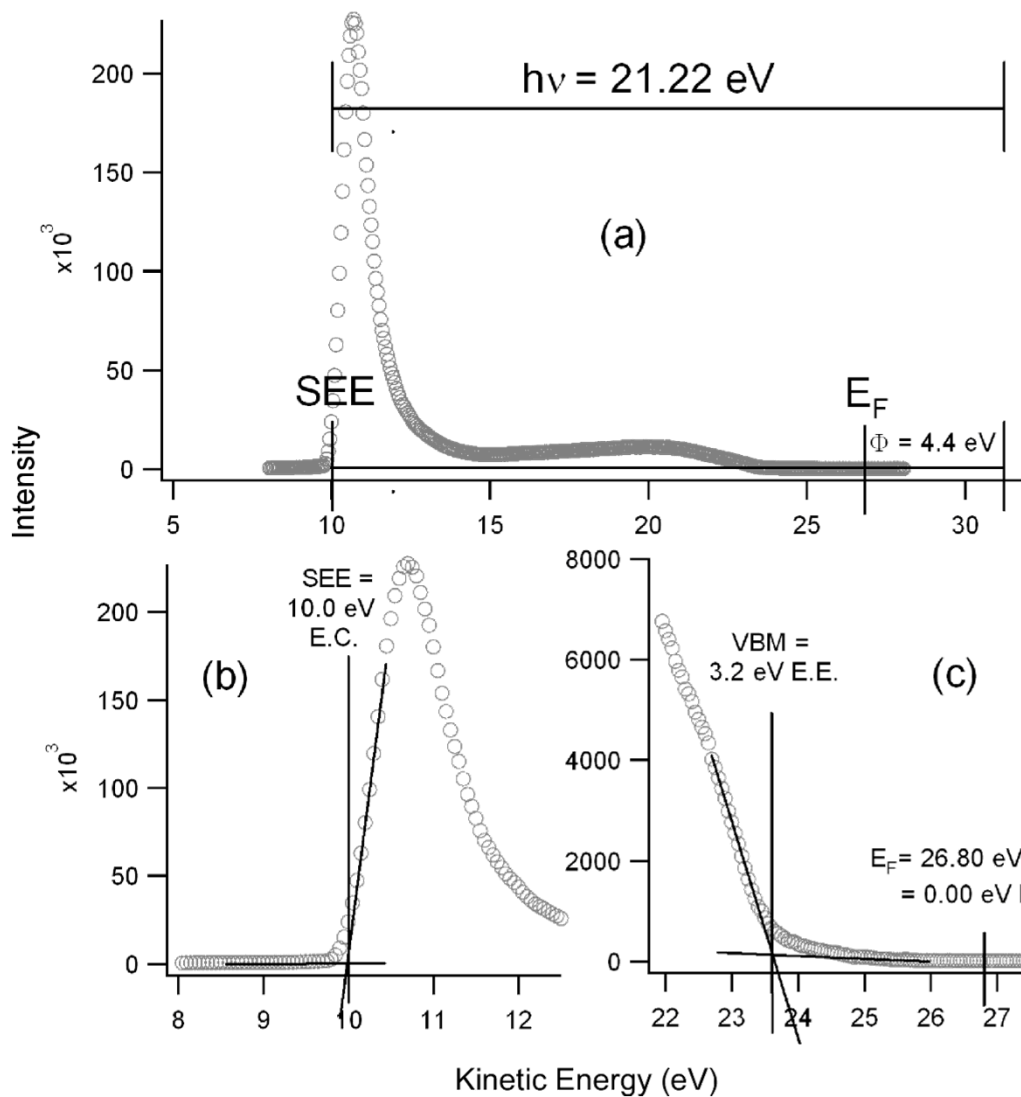 hν = 21.22 eV
(a)
200
150
100
50
0
x10³
SEE
E_F
Φ = 4.4 eV
5 10 15 20 25 30
Intensity
SEE =
10.0 eV
E.C.
(b)
200
150
100
50
0
x10³
8 9 10 11 12
8000
6000
4000
2000
0
VBM =
3.2 eV E.E.
(c)
E_F= 26.80 eV
= 0.00 eV
22 23 24 25 26 27
Kinetic Energy (eV)